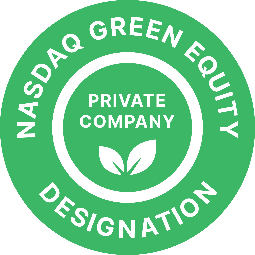 NASDAQ GREEN EQUITY
PRIVATE
COMPANY
DESIGNATION